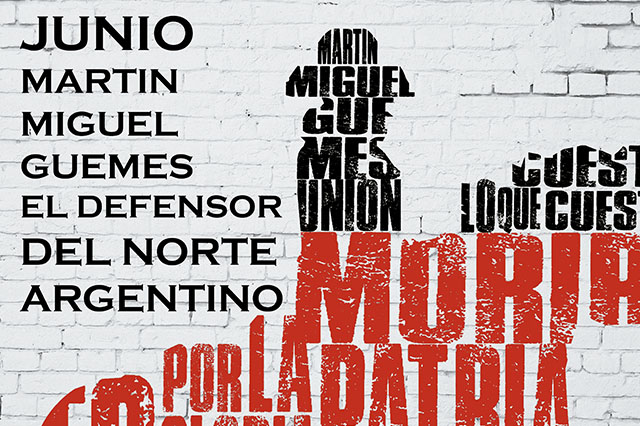 JUNIO
MARTIN
MIGUEL
GUEMES
EL DEFENSOR
DEL NORTE
ARGENTINO
MARTIN
MIGUEL
GUE
MES
UNION
CUEST
LO QUE CUEST
MORIR
POR LA
PATRIA